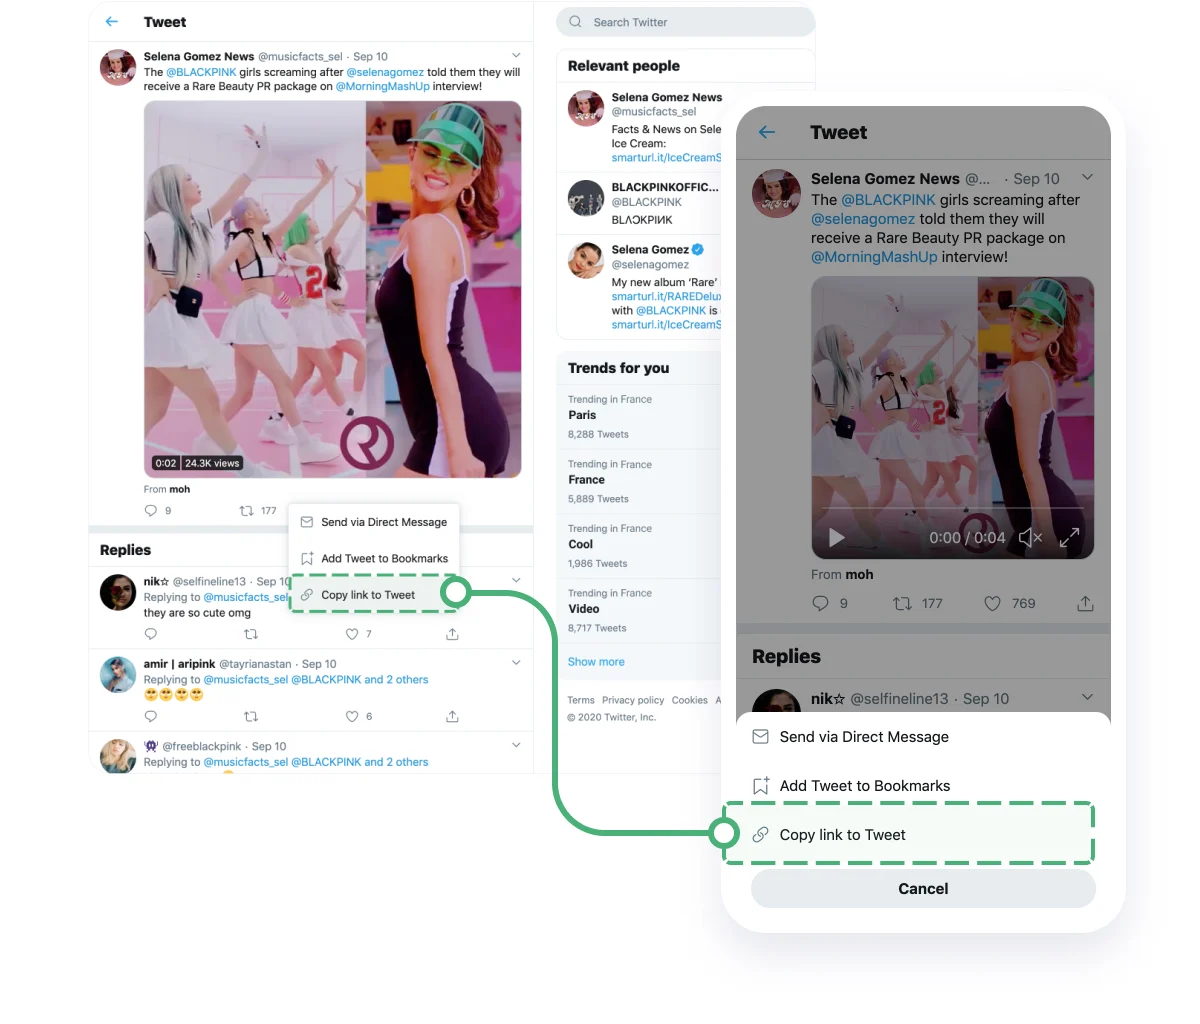 Tweet
Selena Gomez News @musicfacts_sel · Sep 10
The @BLACKPINK girls screaming after @selenagomez told them they will
receive a Rare Beauty PR package on @MorningMashUp interview!
2
0:02 24.3K views
From moh
9
177
Send via Direct Message
Add Tweet to Bookmarks
Copy link to Tweet
Replies
nik☆ @selfineline13 · Sep 10
Replying to @musicfacts_sel
they are so cute omg
7
amir | aripink @tayrianastan · Sep 10
Replying to @musicfacts_sel @BLACKPINK and 2 others
🥺🥺🥺🥺
6
@freeblackpink · Sep 10
Replying to @musicfacts_sel @BLACKPINK and 2 others
Search Twitter
Relevant people
Selena Gomez News
@musicfacts_sel
Facts & News on Sele
Ice Cream:
smarturl.it/IceCreamS
BLACKPINKOFFIC...
@BLACKPINK
BLɅƆKPIИK
Selena Gomez
@selenagomez
My new album ‘Rare’
smarturl.it/RAREDelux
with @BLACKPINK is
smarturl.it/IceCreamS
Trends for you
Trending in France
Paris
8,288 Tweets
Trending in France
France
5,889 Tweets
Trending in France
Cool
1,986 Tweets
Trending in France
Video
8,717 Tweets
Show more
Terms Privacy policy Cookies A
© 2020 Twitter, Inc.
Tweet
Selena Gomez News @... · Sep 10
The @BLACKPINK girls screaming after
@selenagomez told them they will
receive a Rare Beauty PR package on
@MorningMashUp interview!
2
0:00 / 0:04
From moh
9
177
769
Replies
nik☆ @selfineline13 · Sep 10
Send via Direct Message
Add Tweet to Bookmarks
Copy link to Tweet
Cancel